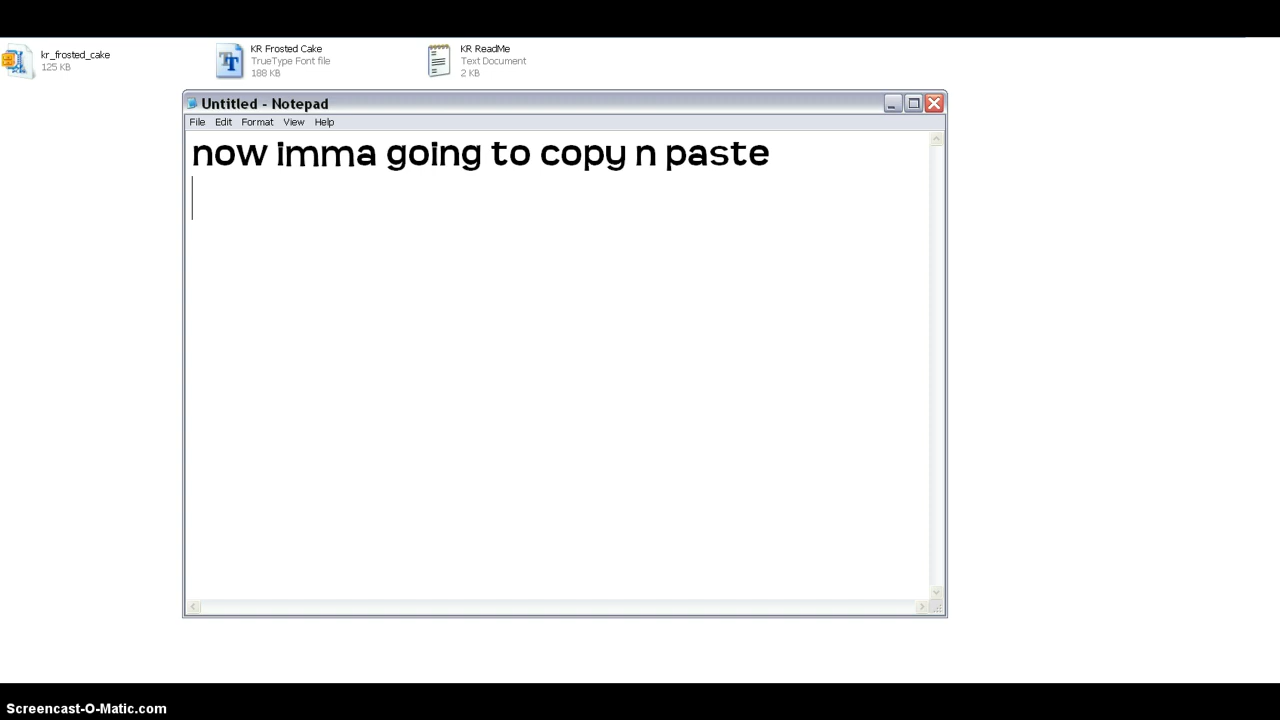 kr_frosted_cake
125 KB
KR Frosted Cake
TrueType Font file
188 KB
KR ReadMe
Text Document
2 KB
Untitled - Notepad
File Edit Format View Help
now imma going to copy n paste
Screencast-O-Matic.com